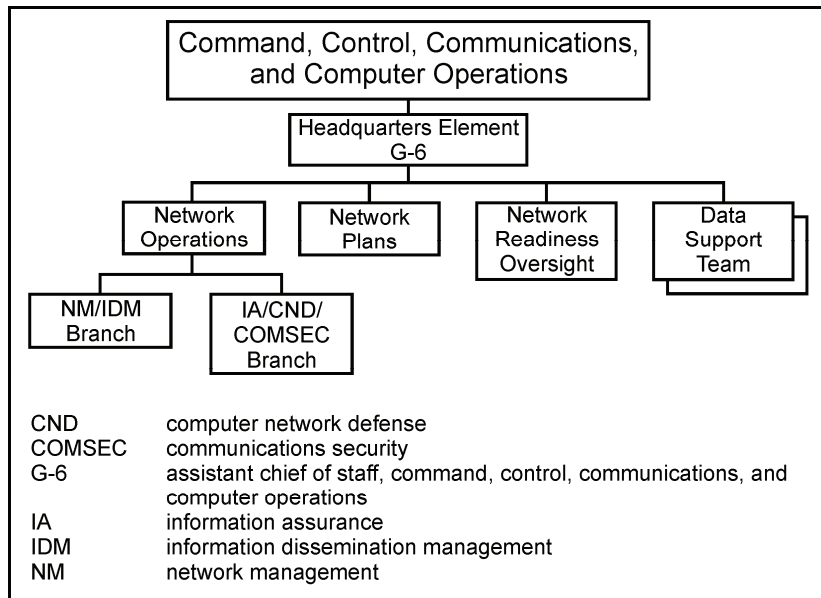 Command, Control, Communications,
and Computer Operations
Headquarters Element
G-6
Network
Operations
Network
Plans
Network
Readiness
Oversight
Data
Support
Team
NM/IDM
Branch
IA/CND/
COMSEC
Branch
CND computer network defense
COMSEC communications security
G-6 assistant chief of staff, command, control, communications, and
computer operations
IA information assurance
IDM information dissemination management
NM network management